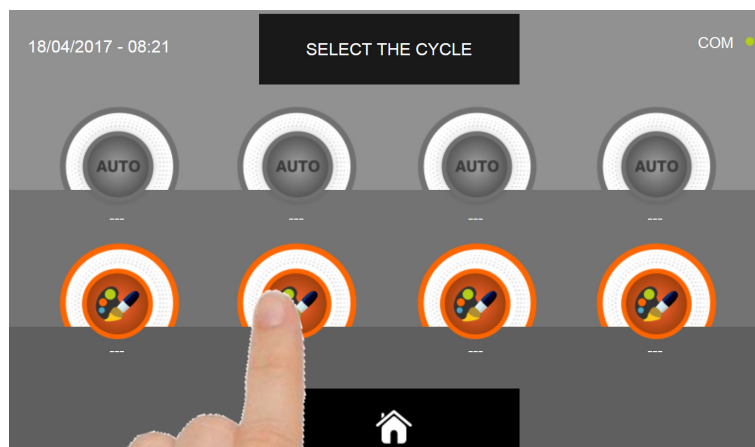 18/04/2017 - 08:21
SELECT THE CYCLE
COM
AUTO AUTO AUTO AUTO
--- --- --- ---
--- --- --- ---